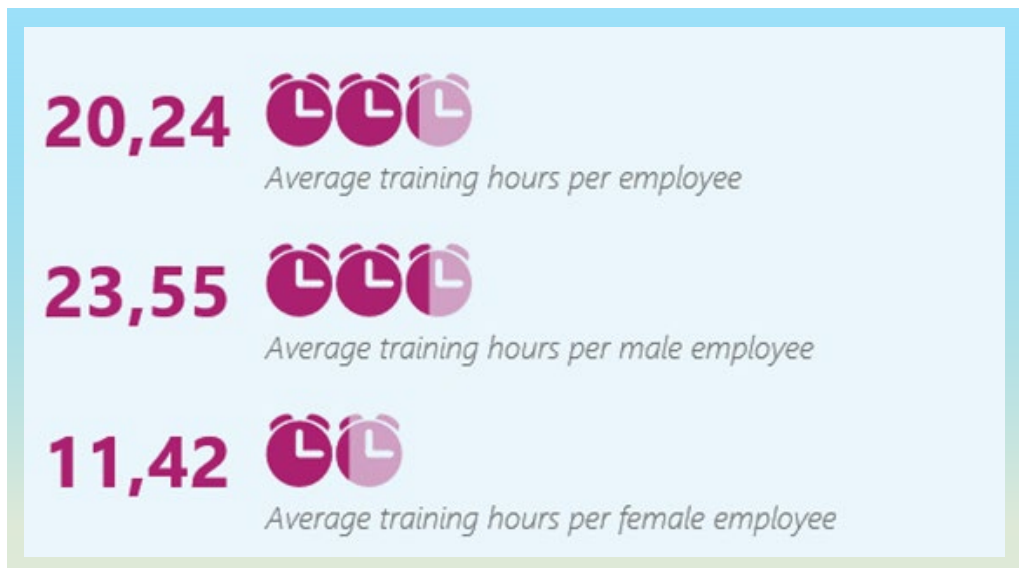 20,24
Average training hours per employee
23,55
Average training hours per male employee
11,42
Average training hours per female employee